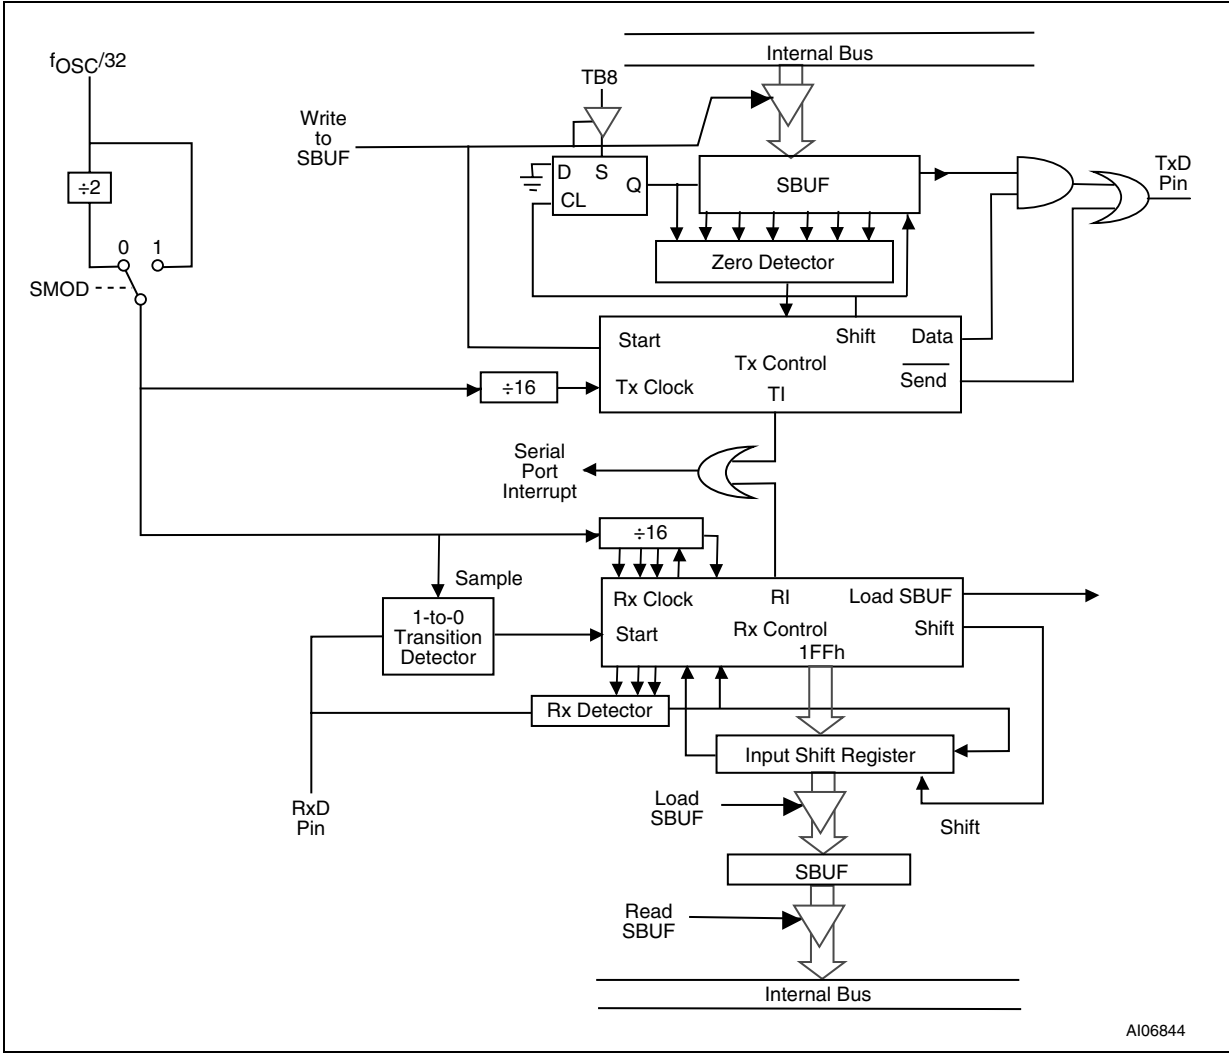 Internal Bus
fOSC/32
TB8
Write
to
SBUF
D S
Q
CL
SBUF
TxD
Pin
÷2
0 1
SMOD
Zero Detector
Start
Shift
Data
Tx Control
Send
÷16
Tx Clock
TI
Serial
Port
Interrupt
÷16
Sample
Rx Clock
RI
Load SBUF
1-to-0
Transition
Detector
Start
Rx Control
Shift
1FFh
Rx Detector
Input Shift Register
RxD
Pin
Load
SBUF
Shift
SBUF
Read
SBUF
Internal Bus
AI06844